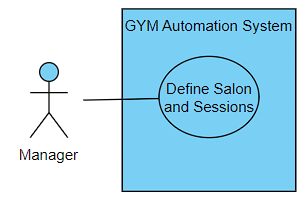 GYM Automation System
Define Salon
and Sessions
Manager